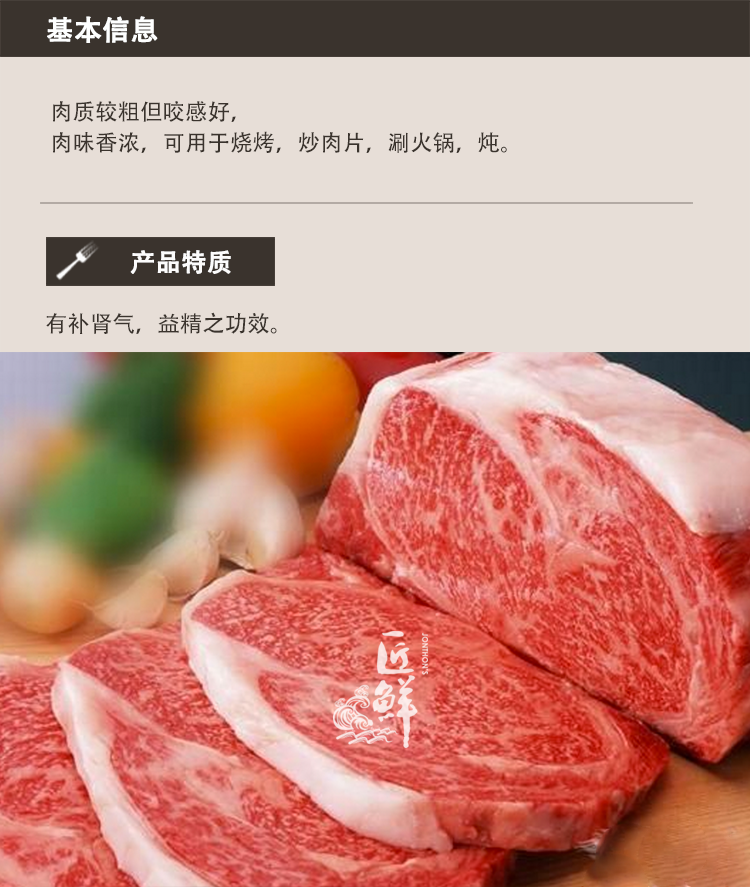 基本信息
肉质较粗但咬感好,
肉味香浓, 可用于烧烤, 炒肉片, 涮火锅, 炖。
产品特质
有补肾气, 益精之功效。
匠鲜
JONTIHON'S